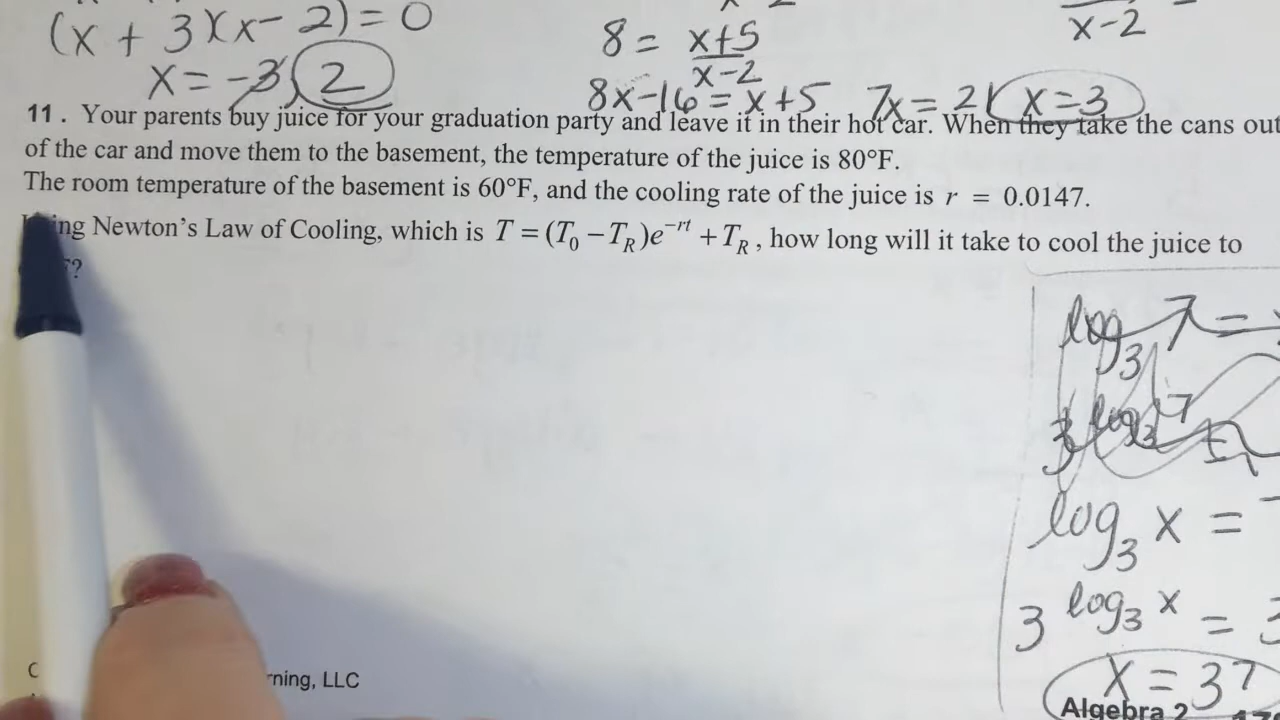 (x + 3)(x - 2) = 0
x = -3, 2
8 = x+5
x-2
8x-16 = x+5 7x = 21 x = 3
x-2
11. Your parents buy juice for your graduation party and leave it in their hot car. When they take the cans out
of the car and move them to the basement, the temperature of the juice is 80°F.
The room temperature of the basement is 60°F, and the cooling rate of the juice is r = 0.0147.
Newton's Law of Cooling, which is T = (T₀ − T_R)e^{−rt} + T_R, how long will it take to cool the juice to
?
log₃ 7 =
log₃ x =
3 log₃ x = 3
x = 37
LLC
Algebra 2